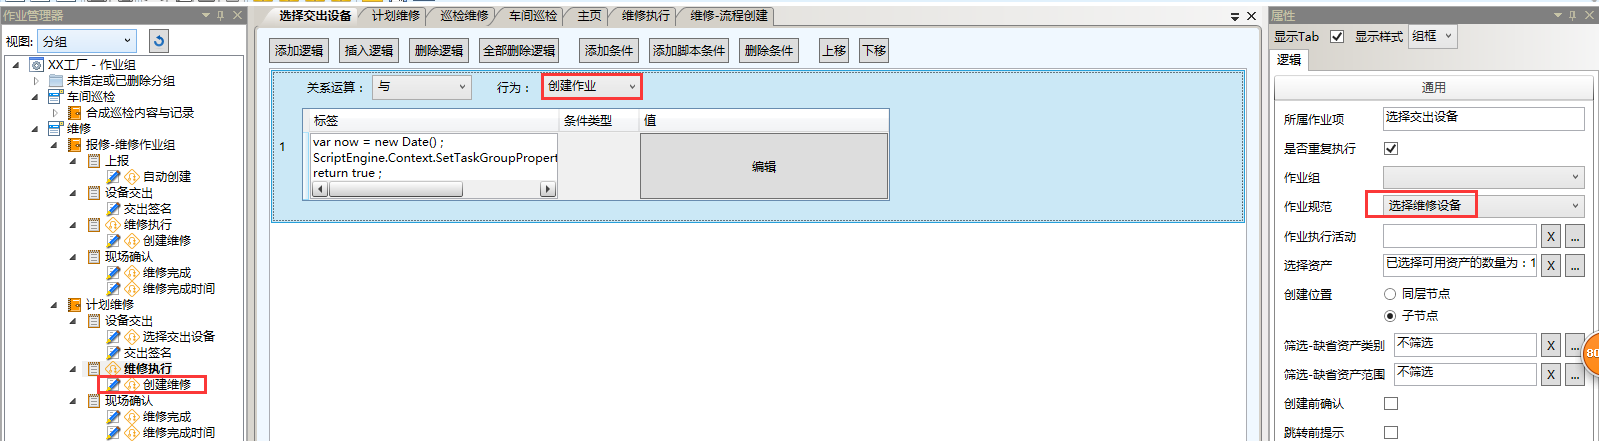 作业管理器
视图: 分组
XX工厂 - 作业组
未指定或已删除分组
车间巡检
合成巡检内容与记录
维修
报修-维修作业组
上报
自动创建
设备交出
交出签名
维修执行
创建维修
现场确认
维修完成
维修完成时间
计划维修
设备交出
选择交出设备
交出签名
维修执行
创建维修
现场确认
维修完成
维修完成时间
选择交出设备 计划维修 巡检维修 车间巡检 主页 维修执行 维修-流程创建
添加逻辑 插入逻辑 删除逻辑 全部删除逻辑 添加条件 添加脚本条件 删除条件 上移 下移
关系运算： 与 行为： 创建作业
标签 条件类型 值
1
var now = new Date() ;
ScriptEngine.Context.SetTaskGroupPropert
return true ;
编辑
属性
显示Tab 显示样式 组框
逻辑
通用
所属作业项 选择交出设备
是否重复执行
作业组
作业规范 选择维修设备
作业执行活动 X ...
选择资产 已选择可用资产的数量为：1 X ...
创建位置 同层节点
子节点
筛选-缺省资产类别 不筛选 X ...
筛选-缺省资产范围 不筛选 X ...
创建前确认
跳转前提示
80